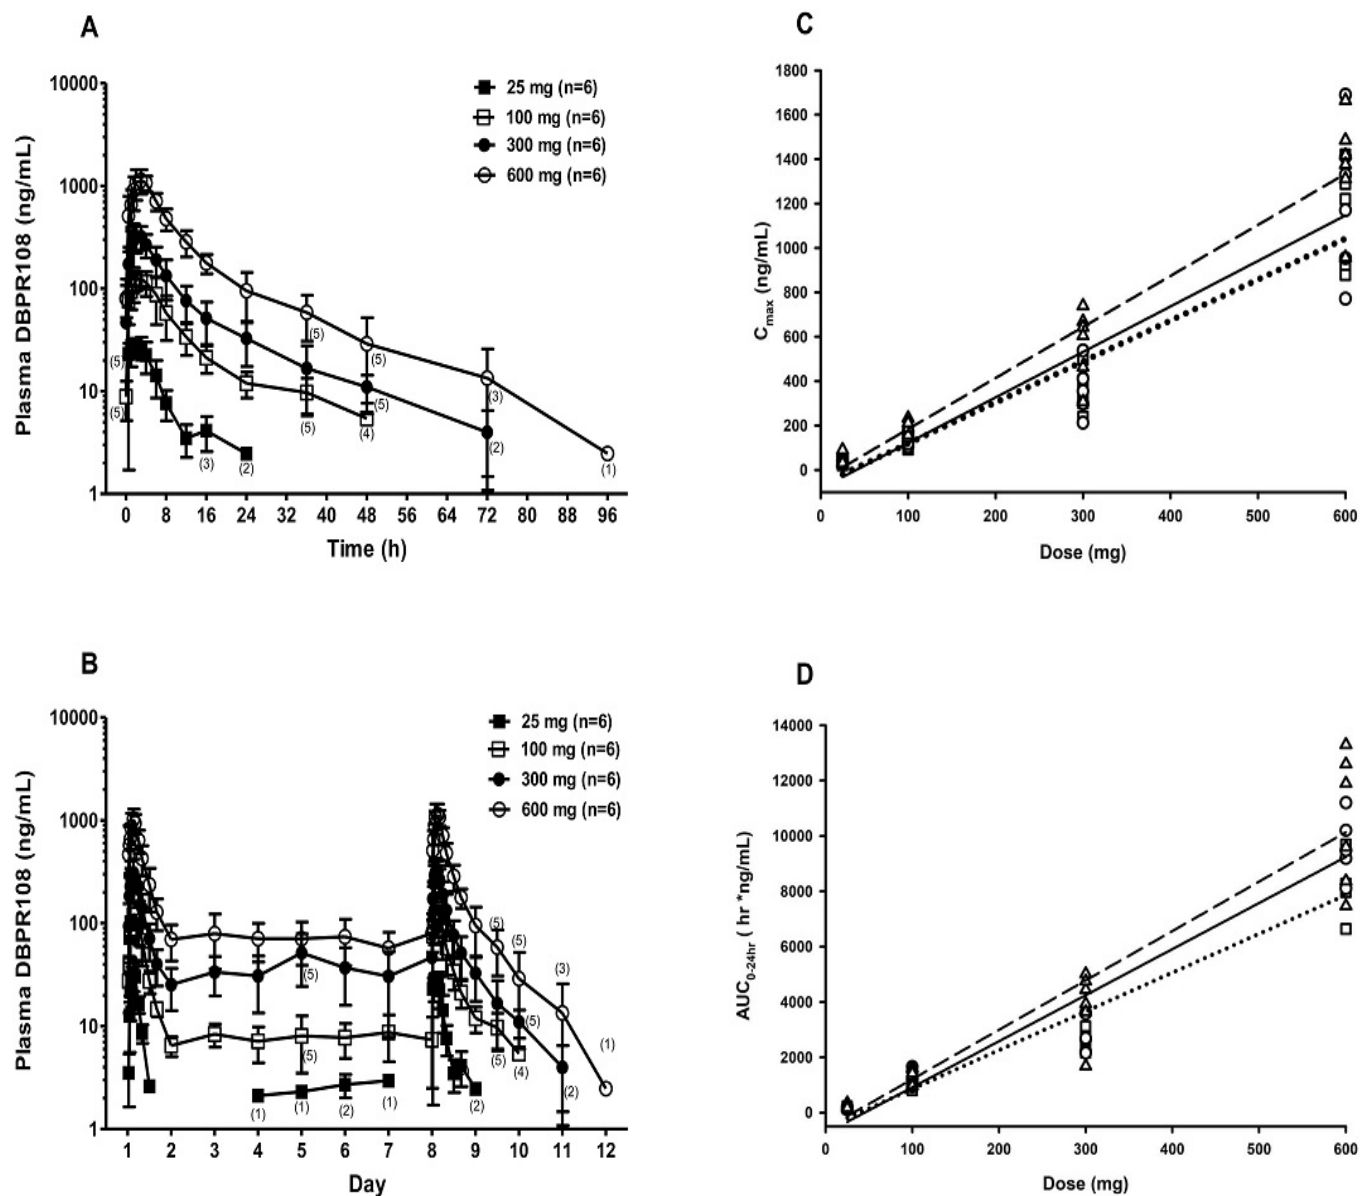 A
10000
1000
100
10
1
Plasma DBPR108 (ng/mL)
25 mg (n=6)
100 mg (n=6)
300 mg (n=6)
600 mg (n=6)
(5)
(5)
(5)
(5)
(5)
(5)
(3)
(2)
(5)
(4)
(3)
(2)
(1)
0 8 16 24 32 40 48 56 64 72 80 88 96
Time (h)
C
1800
1600
1400
1200
1000
800
600
400
200
0
Cmax (ng/mL)
0 100 200 300 400 500 600
Dose (mg)
B
10000
1000
100
10
1
Plasma DBPR108 (ng/mL)
25 mg (n=6)
100 mg (n=6)
300 mg (n=6)
600 mg (n=6)
(5)
(5)
(3)
(5)
(5)
(1)
(5)
(5)
(4)
(1)
(1)
(2)
(1)
(2)
(2)
1 2 3 4 5 6 7 8 9 10 11 12
Day
D
14000
12000
10000
8000
6000
4000
2000
0
AUC0-24hr ( hr *ng/mL)
0 100 200 300 400 500 600
Dose (mg)